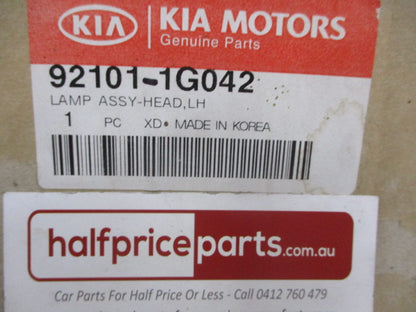 KIA KIA MOTORS
Genuine Parts
92101-1G042
LAMP ASSY-HEAD,LH
1 PC XD• MADE IN KOREA
halfpriceparts.com.au
Car Parts For Half Price Or Less - Call 0412 760 479